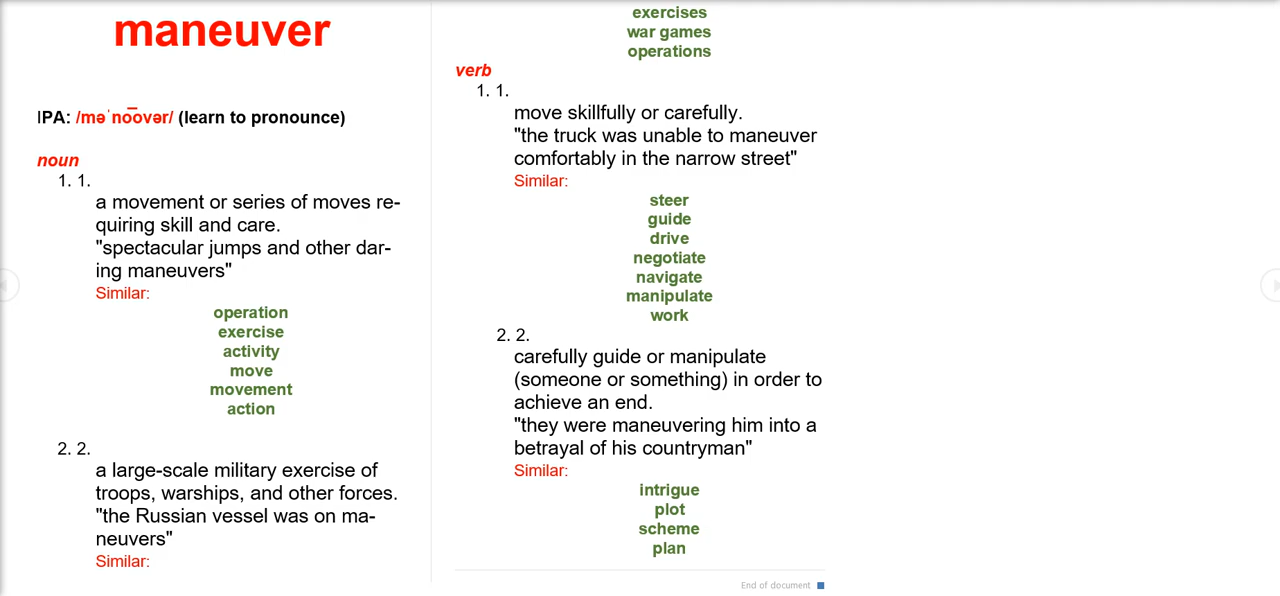 maneuver
IPA: /məˈno͞ovər/ (learn to pronounce)
noun
1. 1.
a movement or series of moves re-
quiring skill and care.
"spectacular jumps and other dar-
ing maneuvers"
Similar:
operation
exercise
activity
move
movement
action
2. 2.
a large-scale military exercise of
troops, warships, and other forces.
"the Russian vessel was on ma-
neuvers"
Similar:
exercises
war games
operations
verb
1. 1.
move skillfully or carefully.
"the truck was unable to maneuver
comfortably in the narrow street"
Similar:
steer
guide
drive
negotiate
navigate
manipulate
work
2. 2.
carefully guide or manipulate
(someone or something) in order to
achieve an end.
"they were maneuvering him into a
betrayal of his countryman"
Similar:
intrigue
plot
scheme
plan
End of document